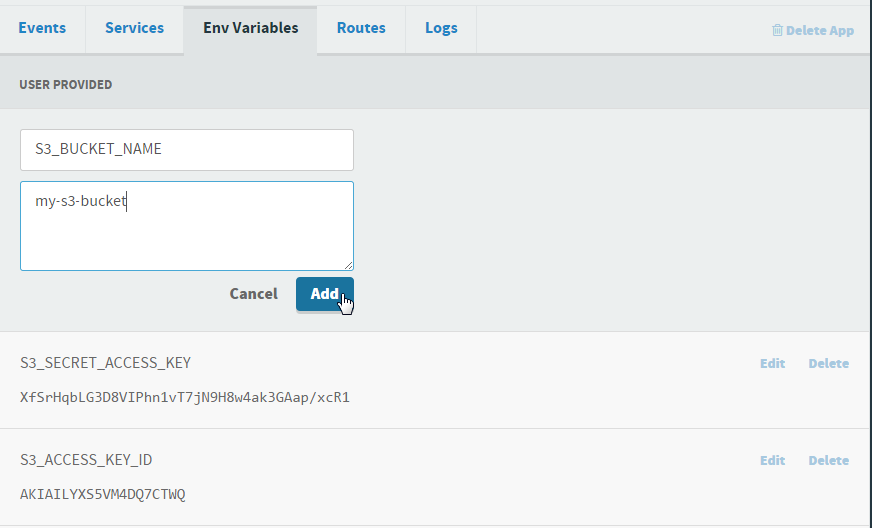 Events Services Env Variables Routes Logs Delete App
USER PROVIDED
S3_BUCKET_NAME
my-s3-bucket
Cancel Add
S3_SECRET_ACCESS_KEY Edit Delete
XfSrHqbLG3D8VIPhn1vT7jN9H8w4ak3GAap/xcR1
S3_ACCESS_KEY_ID Edit Delete
AKIAILYXS5VM4DQ7CTWQ